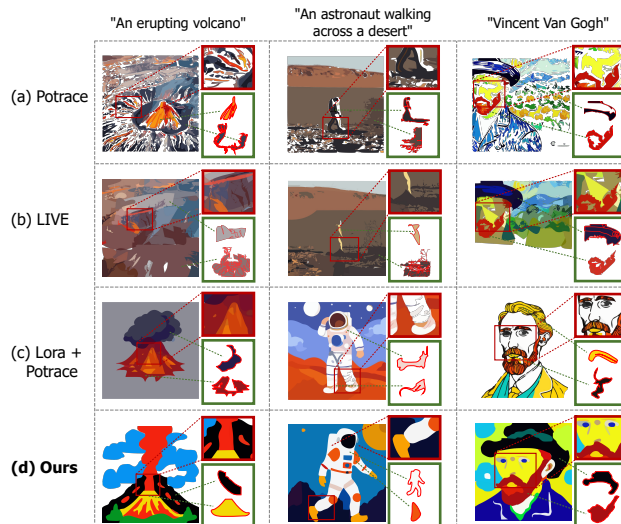 "An erupting volcano"
"An astronaut walking
across a desert"
"Vincent Van Gogh"
(a) Potrace
(b) LIVE
(c) Lora +
Potrace
(d) Ours